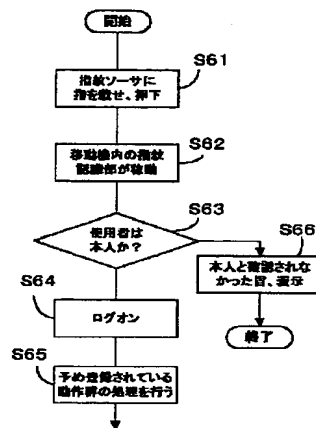 開始
S61
指紋ソーサに
指を載せ、押下
S62
移動機内の指紋
認識部が稼動
S63
使用者は
本人か?
S66
本人と確認されな
かった旨、表示
終了
S64
ログオン
S65
予め登録されている
動作群の処理を行う